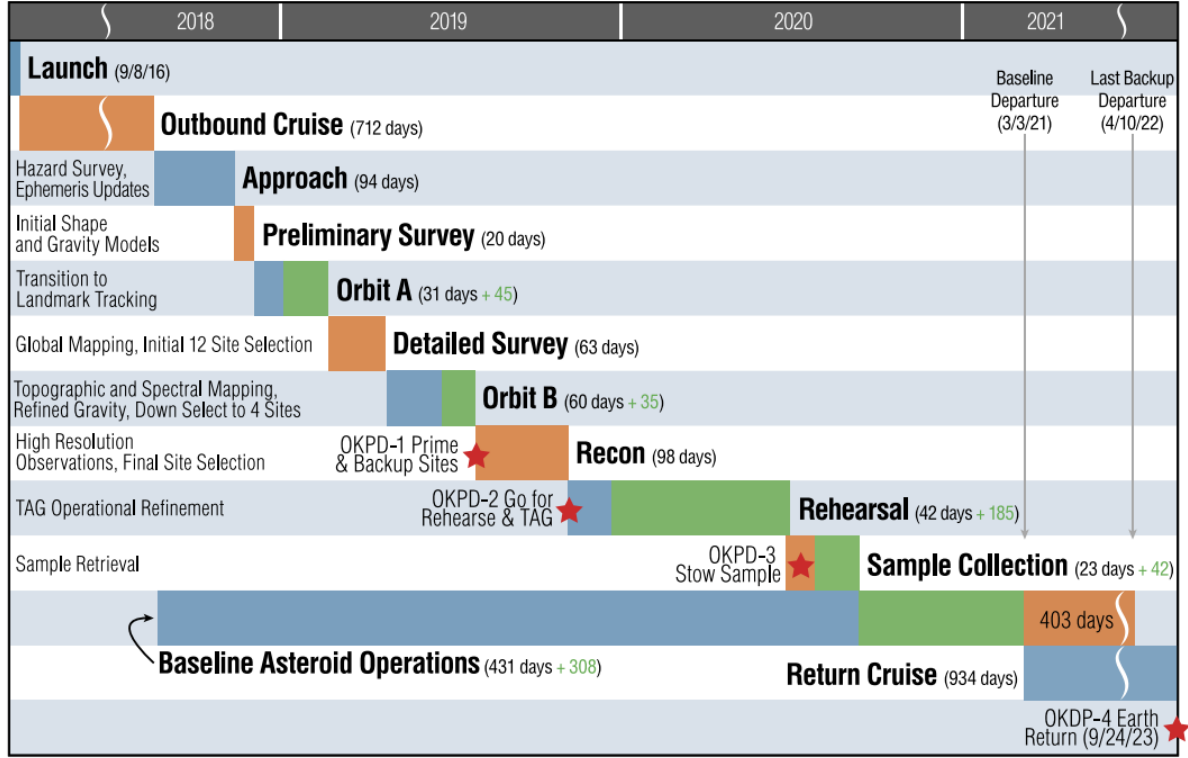 2018 2019 2020 2021
Launch (9/8/16)
Baseline
Departure
(3/3/21)
Last Backup
Departure
(4/10/22)
Outbound Cruise (712 days)
Hazard Survey,
Ephemeris Updates
Approach (94 days)
Initial Shape
and Gravity Models
Preliminary Survey (20 days)
Transition to
Landmark Tracking
Orbit A (31 days + 45)
Global Mapping, Initial 12 Site Selection
Detailed Survey (63 days)
Topographic and Spectral Mapping,
Refined Gravity, Down Select to 4 Sites
Orbit B (60 days + 35)
High Resolution
Observations, Final Site Selection
OKPD-1 Prime
& Backup Sites
Recon (98 days)
TAG Operational Refinement
OKPD-2 Go for
Rehearse & TAG
Rehearsal (42 days + 185)
Sample Retrieval
OKPD-3
Stow Sample
Sample Collection (23 days + 42)
403 days
Baseline Asteroid Operations (431 days + 308)
Return Cruise (934 days)
OKDP-4 Earth
Return (9/24/23)